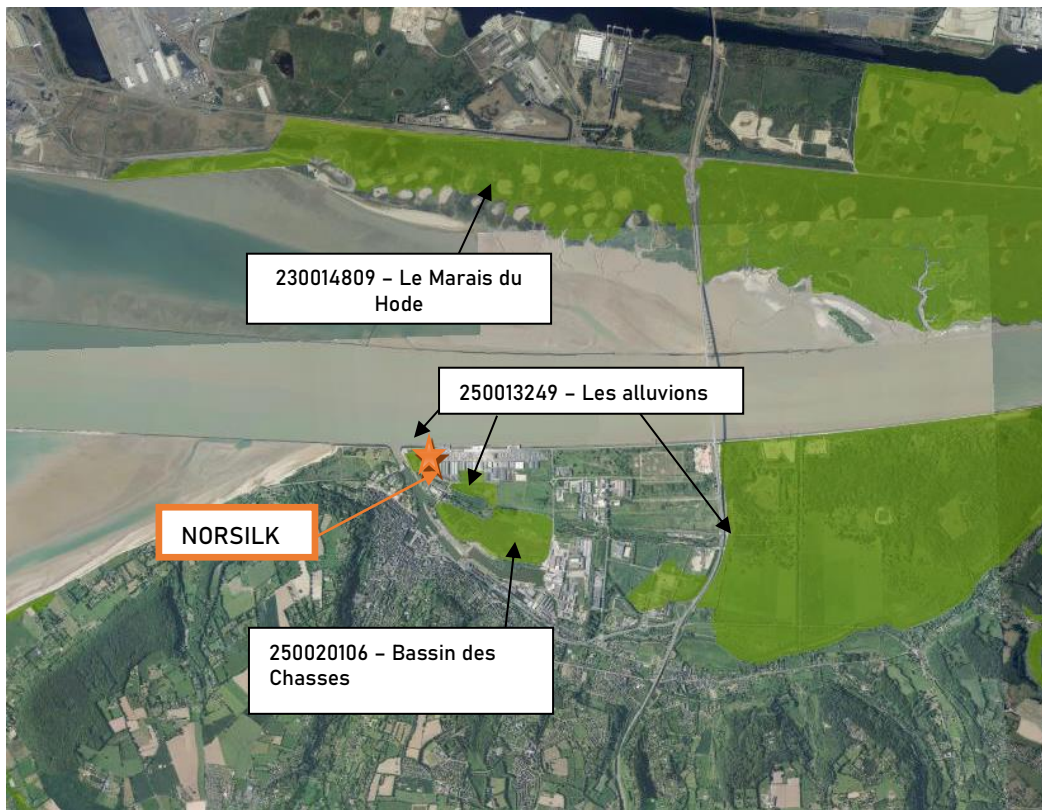 230014809 – Le Marais du
Hode
250013249 – Les alluvions
NORSILK
250020106 – Bassin des
Chasses